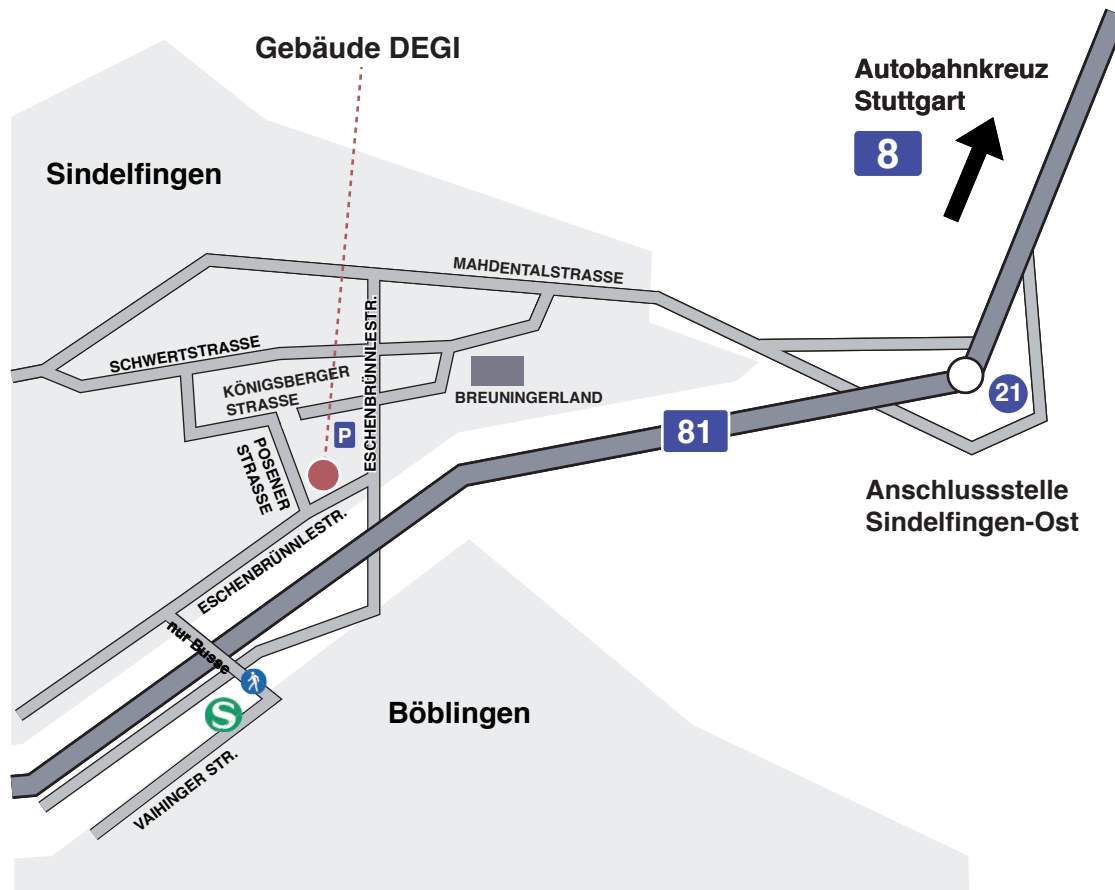 Gebäude DEGI
Autobahnkreuz
Stuttgart
8
Sindelfingen
MAHDENTALSTRASSE
ESCHENBRÜNNLESTR.
SCHWERTSTRASSE
KÖNIGSBERGER
STRASSE
BREUNINGERLAND
21
P
81
POSENER
STRASSE
Anschlussstelle
Sindelfingen-Ost
ESCHENBRÜNNLESTR.
nur Busse
S
Böblingen
VAIHINGER STR.